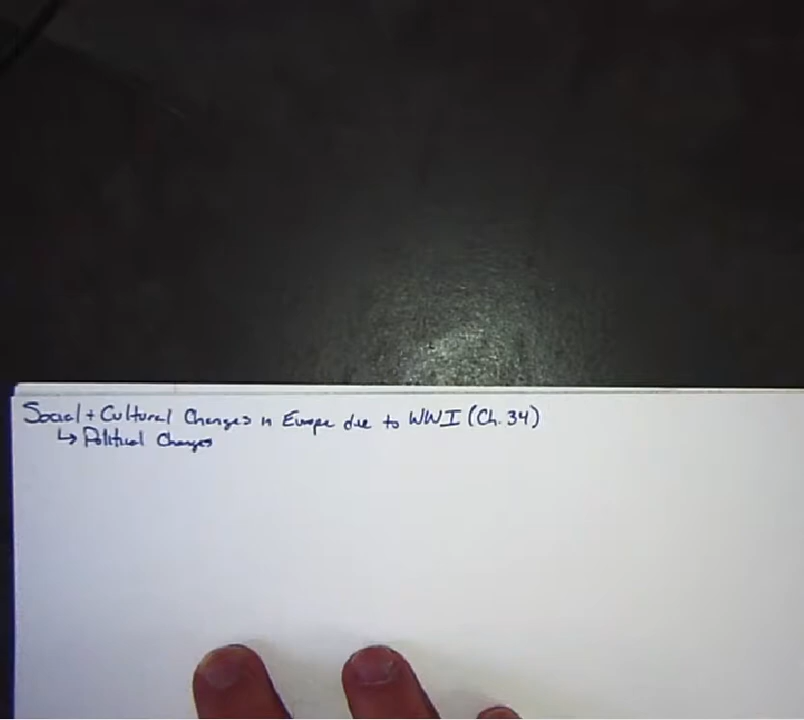 Social + Cultural Changes in Europe due to WWI (Ch. 34)
↳ Political Changes